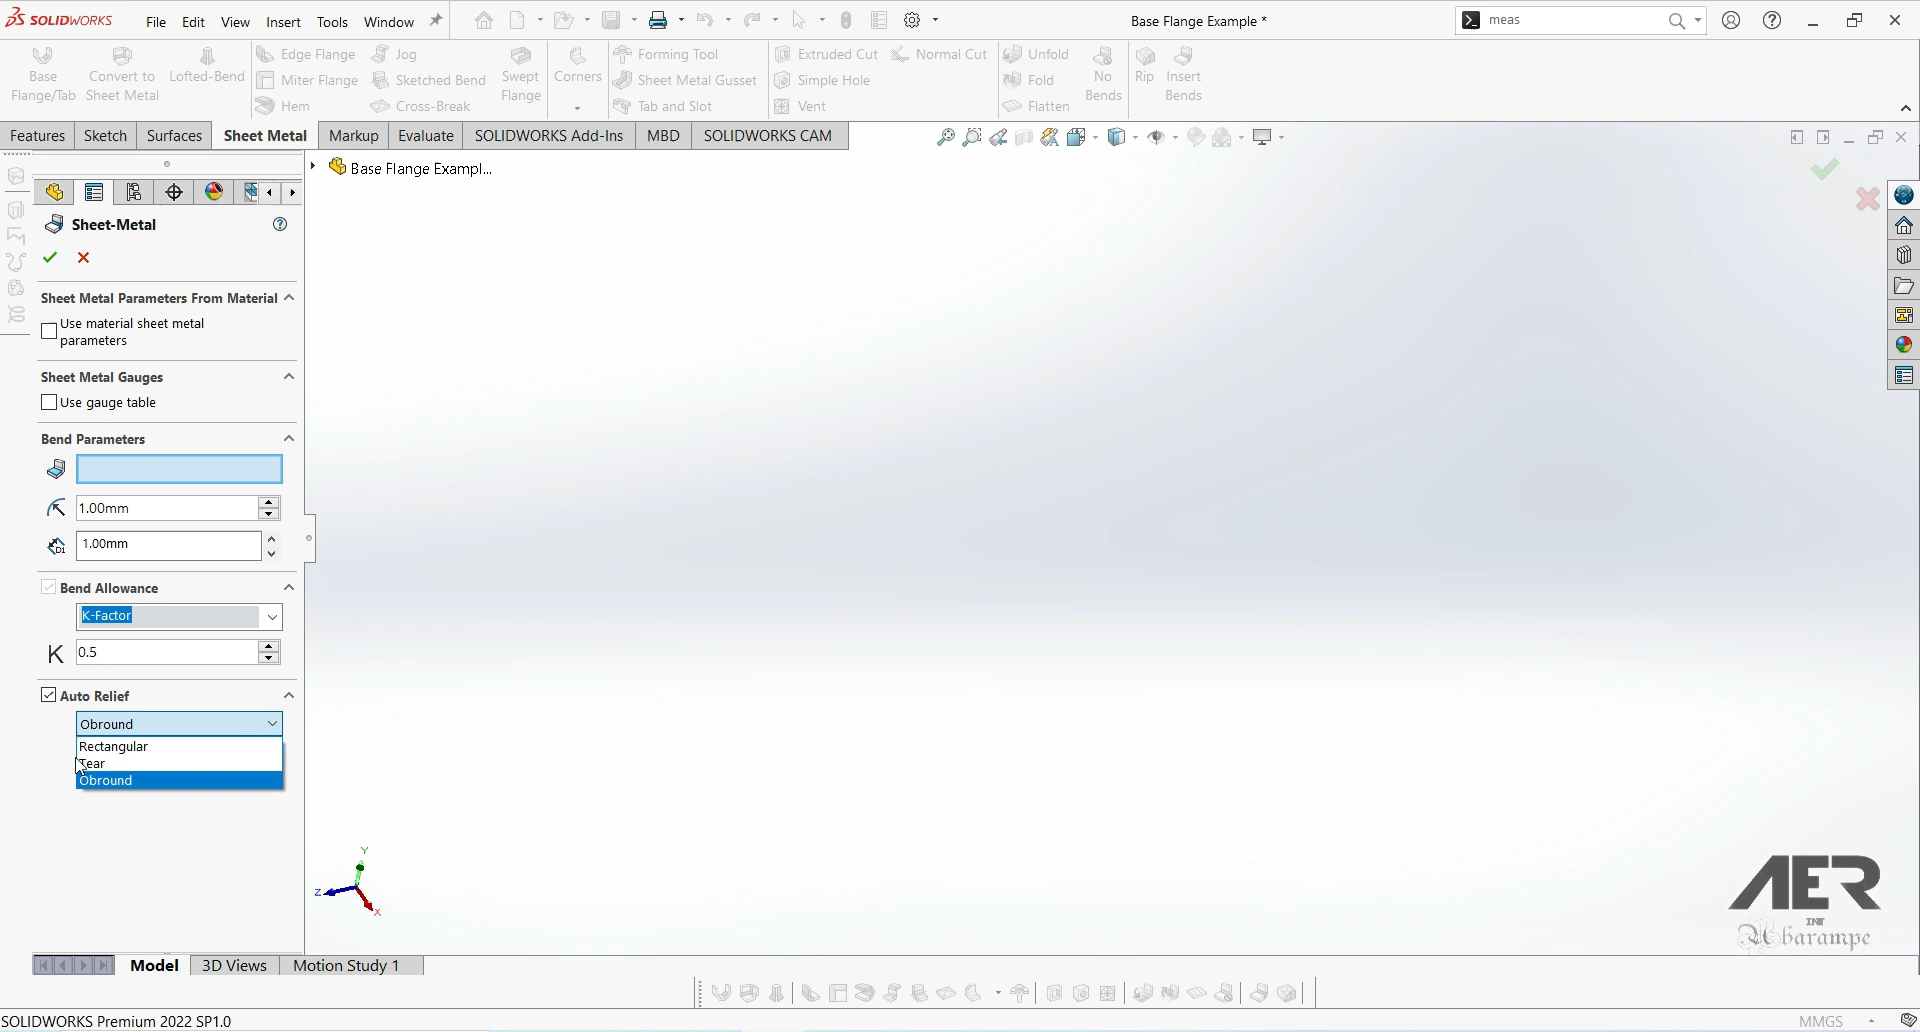 SOLIDWORKS File Edit View Insert Tools Window Base Flange Example * meas
Base Flange/Tab
Convert to Sheet Metal
Lofted-Bend
Edge Flange
Miter Flange
Hem
Jog
Sketched Bend
Cross-Break
Swept Flange
Corners
Forming Tool
Sheet Metal Gusset
Tab and Slot
Extruded Cut
Simple Hole
Vent
Normal Cut
Unfold
Fold
Flatten
No Bends
Rip
Insert Bends
Features Sketch Surfaces Sheet Metal Markup Evaluate SOLIDWORKS Add-Ins MBD SOLIDWORKS CAM
Base Flange Exampl...
Sheet-Metal
Sheet Metal Parameters From Material
Use material sheet metal
parameters
Sheet Metal Gauges
Use gauge table
Bend Parameters
1.00mm
1.00mm
Bend Allowance
K-Factor
K 0.5
Auto Relief
Obround
Rectangular
Tear
Obround
Y
Z
X
AER
INT
Abarampe
Model 3D Views Motion Study 1
SOLIDWORKS Premium 2022 SP1.0 MMGS